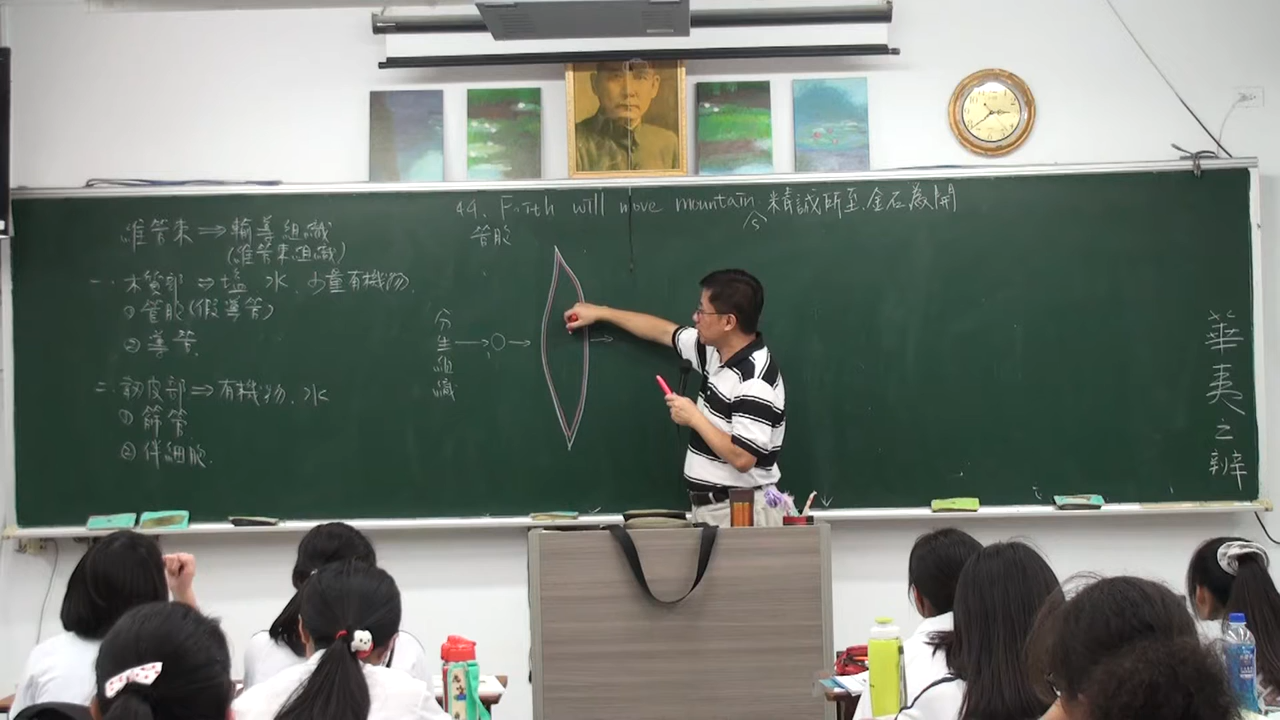 44. Faith will move mountain. 精誠所至.金石為開
維管束⇒輸導組織
(維管束組織)
一. 木質部 ⇒ 塩. 水. 少量有機物.
①管胞(假導管)
②導管.
二. 韌皮部⇒有機物. 水
①篩管
②伴細胞.
管胞
分生組織
華夷之辨